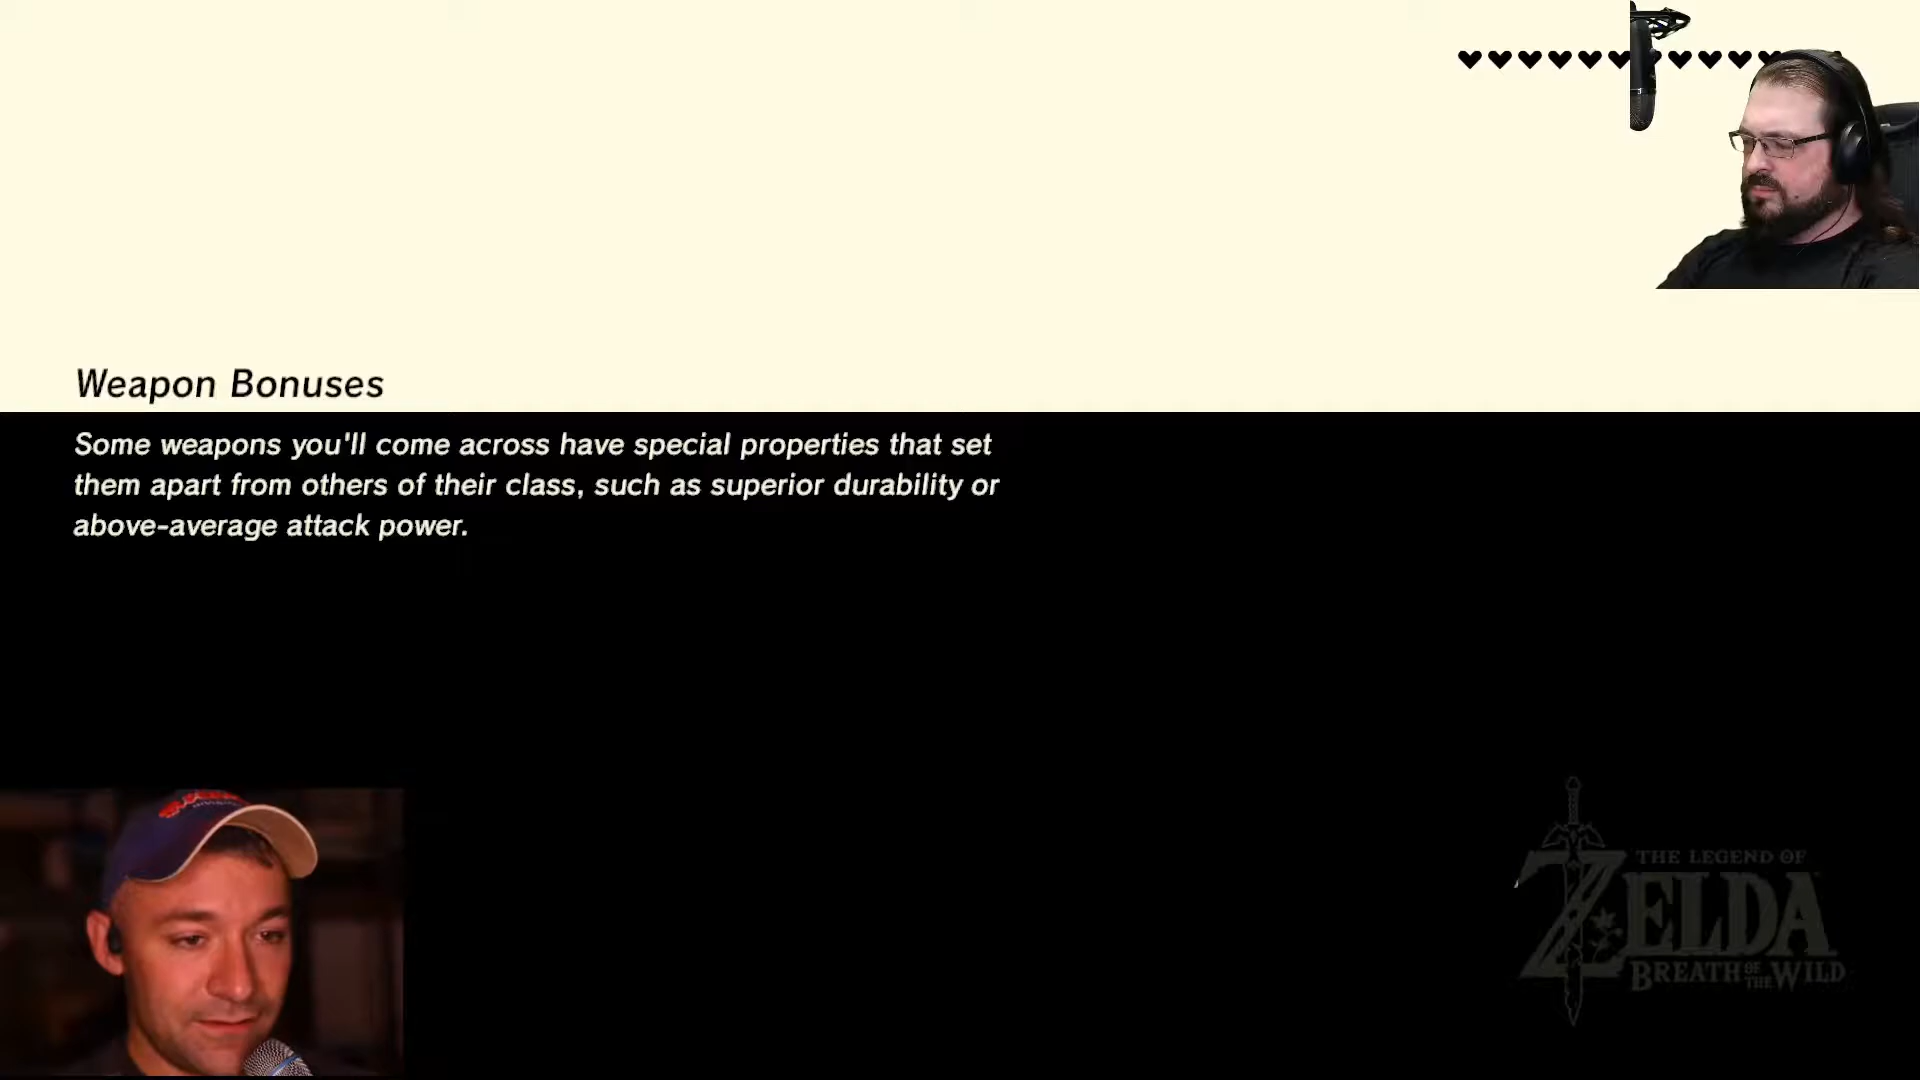 Weapon Bonuses
Some weapons you'll come across have special properties that set
them apart from others of their class, such as superior durability or
above-average attack power.
THE LEGEND OF
ZELDA
BREATH OF THE WILD